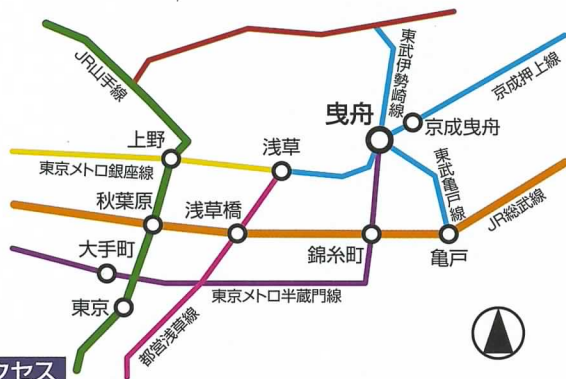 東武伊勢崎線
JR山手線
京成押上線
曳舟
京成曳舟
上野
浅草
東京メトロ銀座線
東武亀戸線
秋葉原
浅草橋
JR総武線
大手町
錦糸町
亀戸
東京メトロ半蔵門線
東京
都営浅草線
クセス